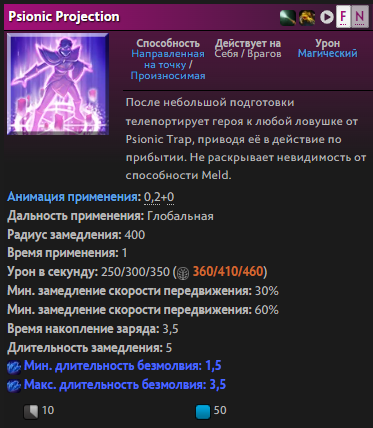 Psionic Projection
F N
Способность
Направленная
на точку /
Произносимая
Действует на
Себя / Врагов
Урон
Магический
После небольшой подготовки
телепортирует героя к любой ловушке от
Psionic Trap, приводя её в действие по
прибытии. Не раскрывает невидимость от
способности Meld.
Анимация применения: 0,2+0
Дальность применения: Глобальная
Радиус замедления: 400
Время применения: 1
Урон в секунду: 250/300/350 ( 360/410/460)
Мин. замедление скорости передвижения: 30%
Мин. замедление скорости передвижения: 60%
Время накопление заряда: 3,5
Длительность замедления: 5
Мин. длительность безмолвия: 1,5
Макс. длительность безмолвия: 3,5
10 50